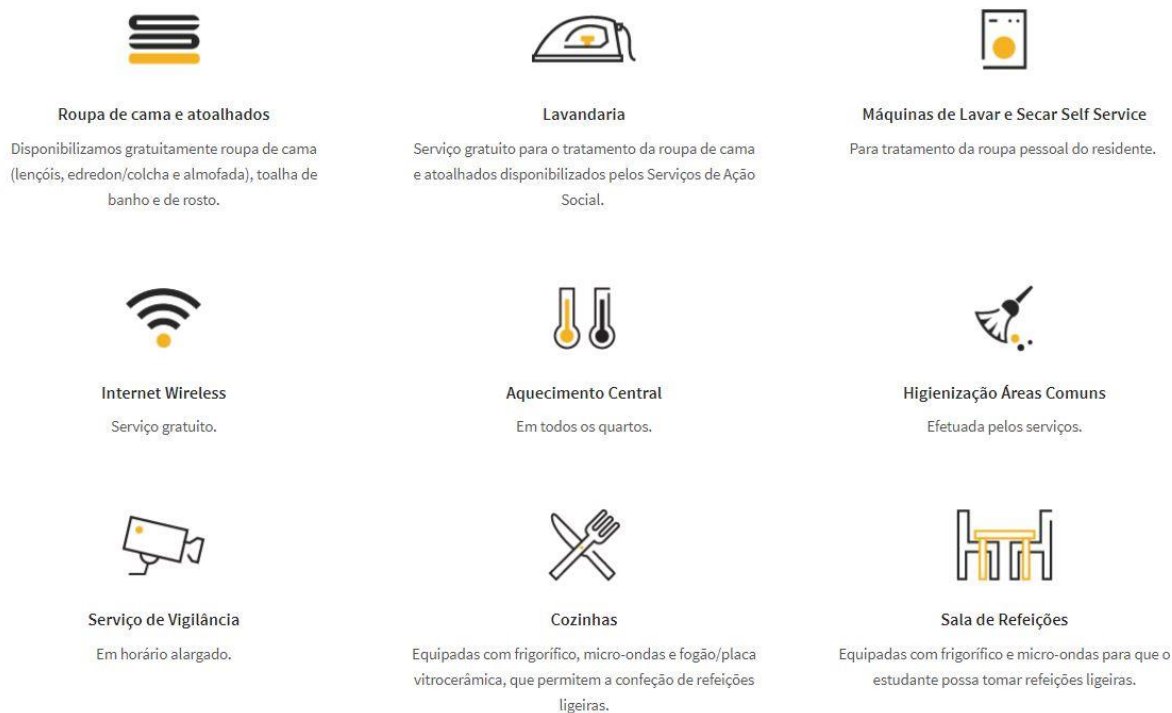 Roupa de cama e atoalhados
Disponibilizamos gratuitamente roupa de cama
(lençóis, edredon/colcha e almofada), toalha de
banho e de rosto.
Lavandaria
Serviço gratuito para o tratamento da roupa de cama
e atoalhados disponibilizados pelos Serviços de Ação
Social.
Máquinas de Lavar e Secar Self Service
Para tratamento da roupa pessoal do residente.
Internet Wireless
Serviço gratuito.
Aquecimento Central
Em todos os quartos.
Higienização Áreas Comuns
Efetuada pelos serviços.
Serviço de Vigilância
Em horário alargado.
Cozinhas
Equipadas com frigorífico, micro-ondas e fogão/placa
vitrocerâmica, que permitem a confeção de refeições
ligeiras.
Sala de Refeições
Equipadas com frigorífico e micro-ondas para que o
estudante possa tomar refeições ligeiras.